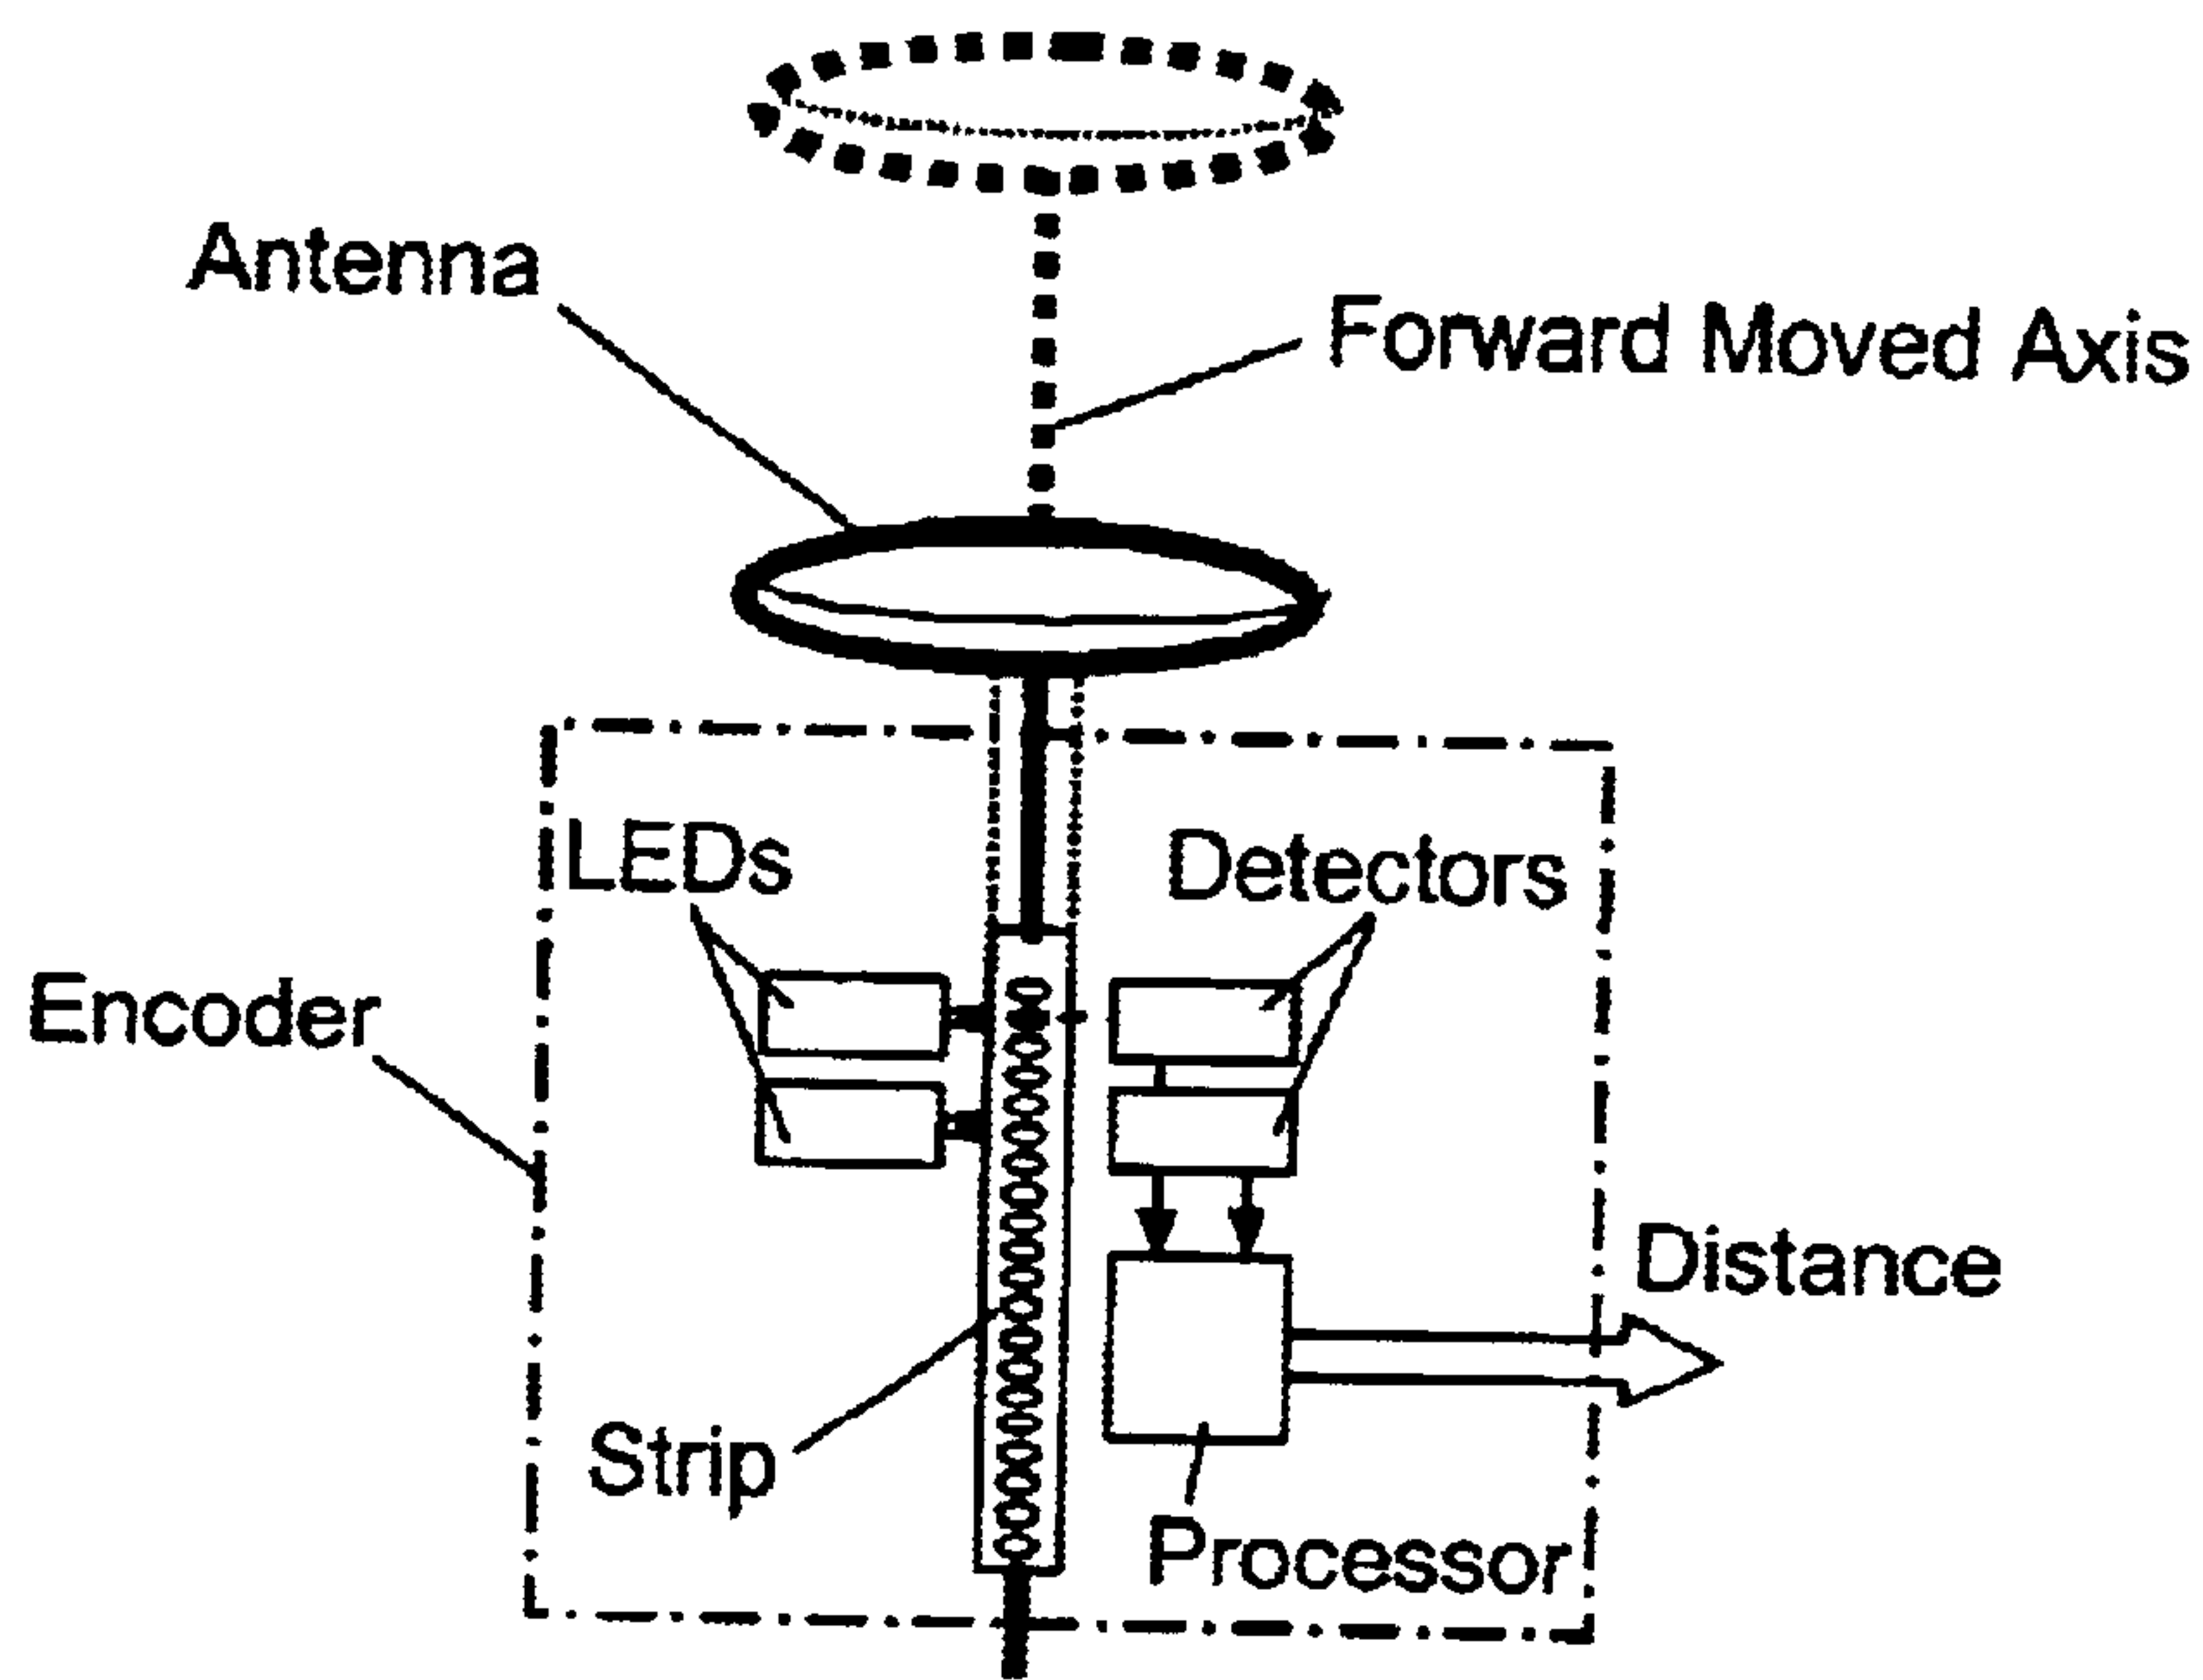 Antenna
Forward Moved Axis
LEDs
Detectors
Encoder
Distance
Strip
Processor